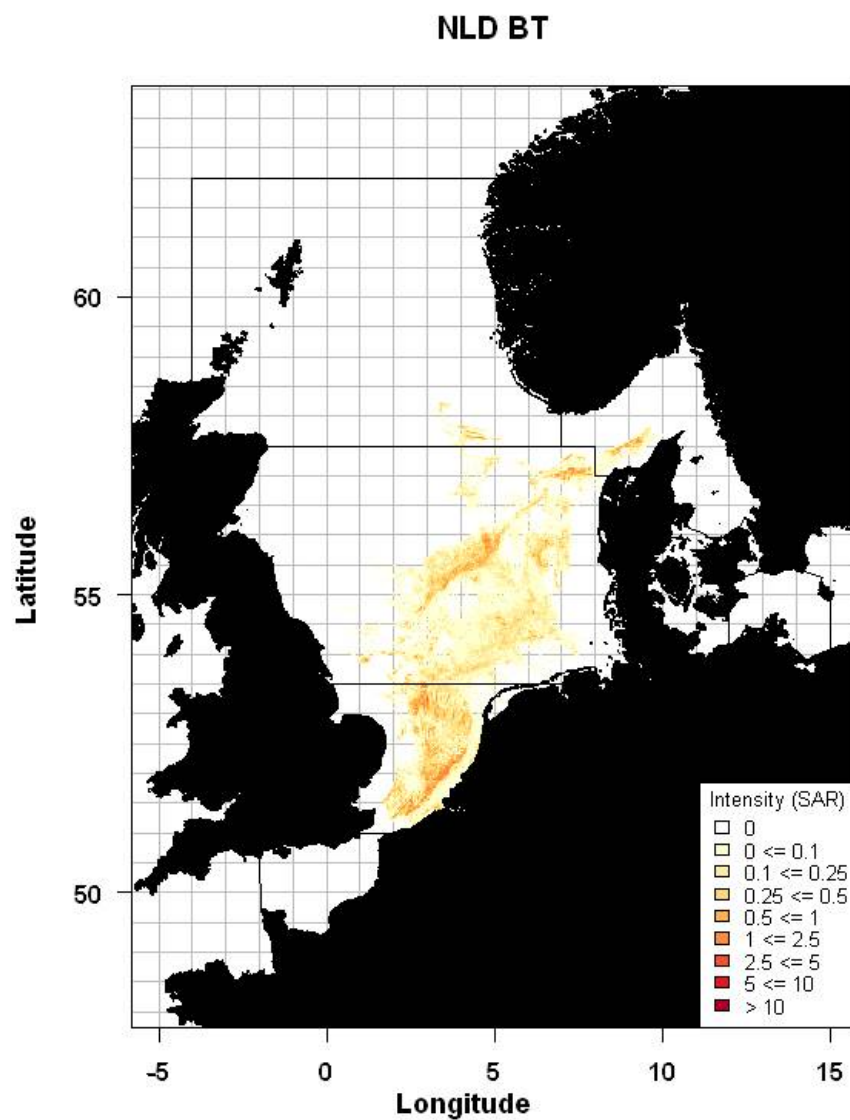 NLD BT
Latitude
60
55
50
Intensity (SAR)
0
0 <= 0.1
0.1 <= 0.25
0.25 <= 0.5
0.5 <= 1
1 <= 2.5
2.5 <= 5
5 <= 10
> 10
-5 0 5 10 15
Longitude